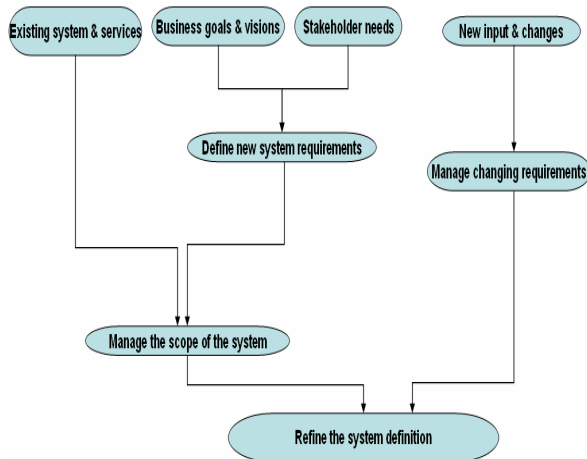 Existing system & services
Business goals & visions
Stakeholder needs
New input & changes
Define new system requirements
Manage changing requirements
Manage the scope of the system
Refine the system definition